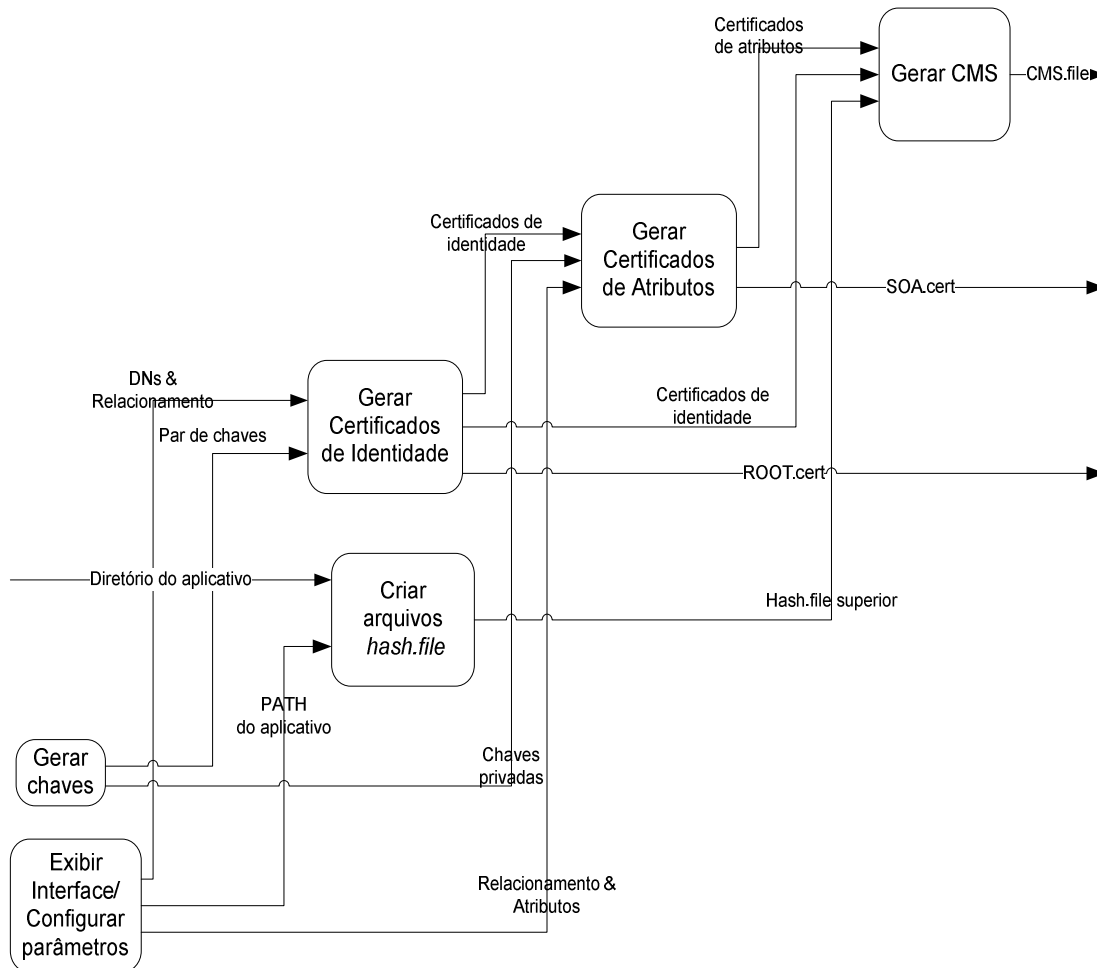 Certificados
de atributos
Gerar CMS
CMS.file
Certificados de
identidade
Gerar
Certificados
de Atributos
SOA.cert
DNs &
Relacionamento
Gerar
Certificados
de Identidade
Certificados de
identidade
Par de chaves
ROOT.cert
Diretório do aplicativo
Criar
arquivos
hash.file
Hash.file superior
PATH
do aplicativo
Gerar
chaves
Chaves
privadas
Exibir
Interface/
Configurar
parâmetros
Relacionamento &
Atributos